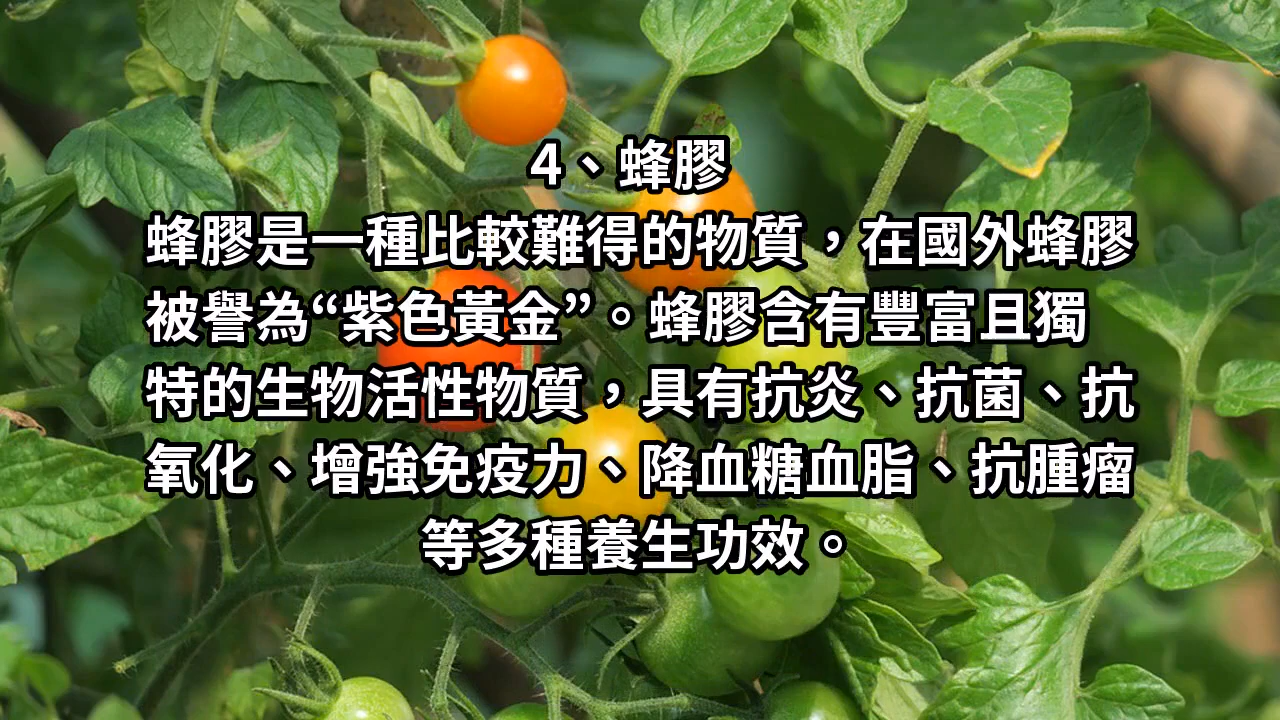 4、蜂膠
蜂膠是一種比較難得的物質，在國外蜂膠
被譽為“紫色黃金”。蜂膠含有豐富且獨
特的生物活性物質，具有抗炎、抗菌、抗
氧化、增強免疫力、降血糖血脂、抗腫瘤
等多種養生功效。